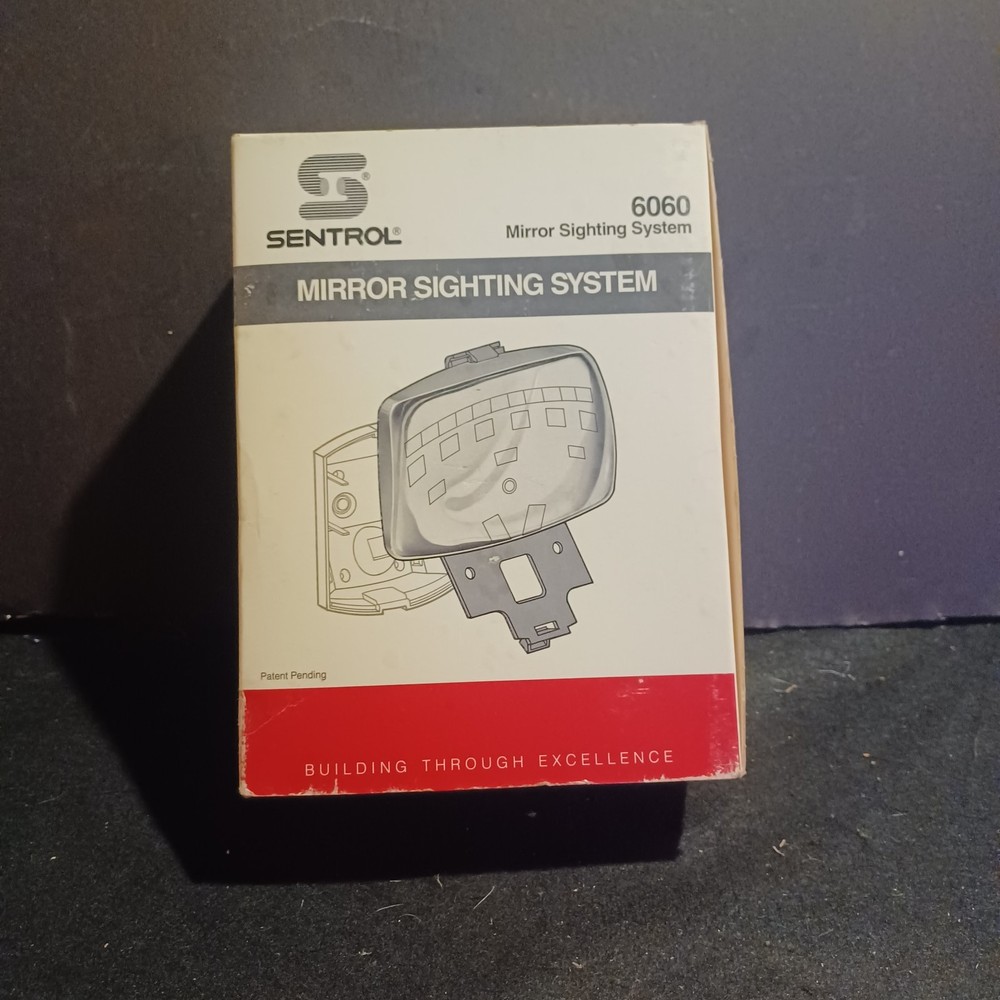 SENTROL®
6060
Mirror Sighting System
MIRROR SIGHTING SYSTEM
Patent Pending
BUILDING THROUGH EXCELLENCE